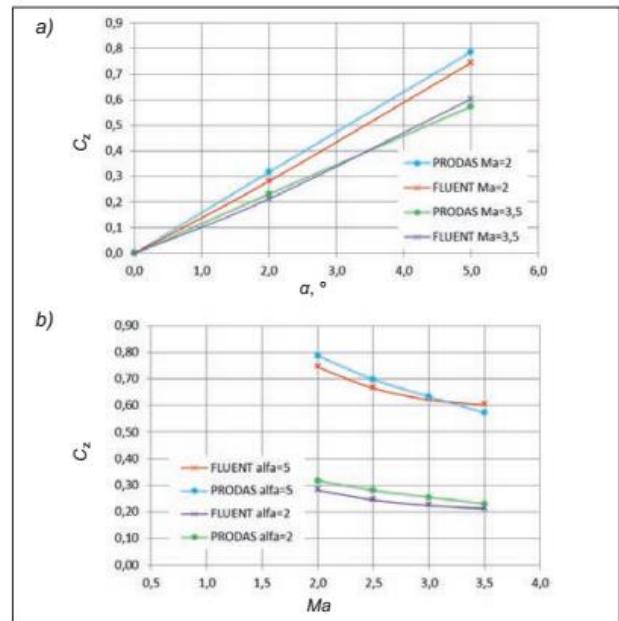 a)
0,9
0,8
0,7
0,6
0,5
0,4
0,3
0,2
0,1
0,0
Cz
PRODAS Ma=2
FLUENT Ma=2
PRODAS Ma=3,5
FLUENT Ma=3,5
0,0 1,0 2,0 3,0 4,0 5,0 6,0
α, °
b)
0,90
0,80
0,70
0,60
0,50
0,40
0,30
0,20
0,10
0,00
Cz
FLUENT alfa=5
PRODAS alfa=5
FLUENT alfa=2
PRODAS alfa=2
0,5 1,0 1,5 2,0 2,5 3,0 3,5 4,0
Ma